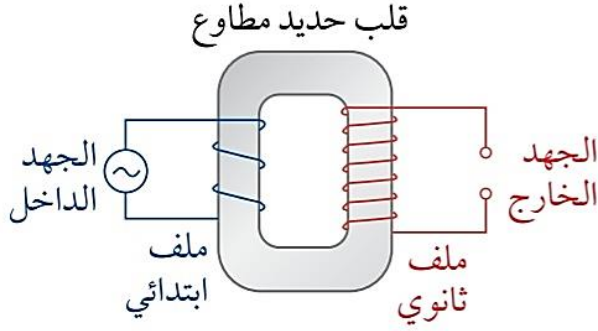 قلب حديد مطاوع
الجهد
الداخل
ملف
ابتدائي
الجهد
الخارج
ملف
ثانوي